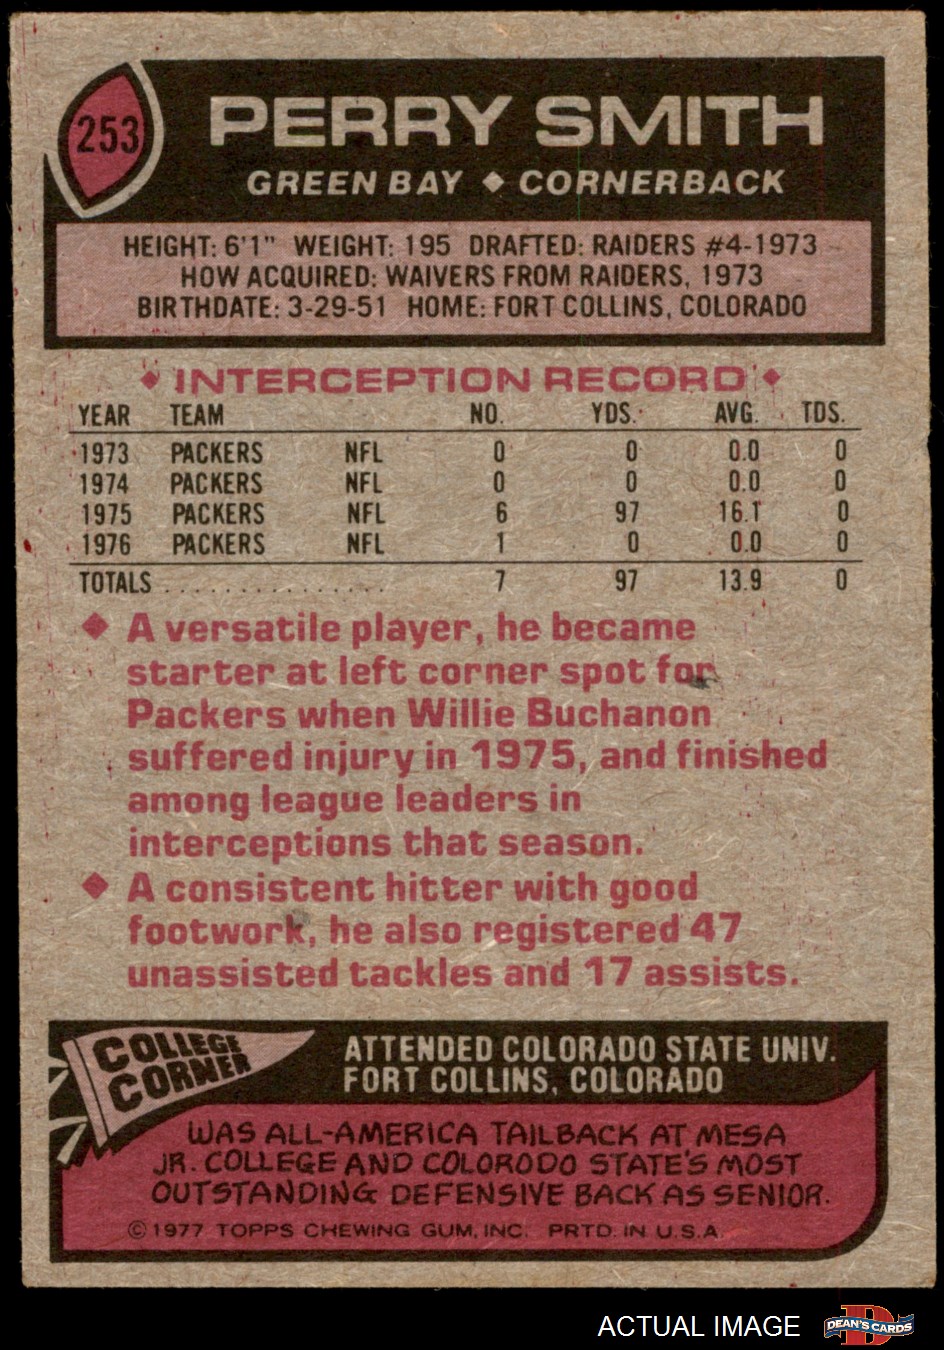 253
PERRY SMITH
GREEN BAY ◆ CORNERBACK
HEIGHT: 6'1" WEIGHT: 195 DRAFTED: RAIDERS #4-1973
HOW ACQUIRED: WAIVERS FROM RAIDERS, 1973
BIRTHDATE: 3-29-51 HOME: FORT COLLINS, COLORADO
◆ INTERCEPTION RECORD ◆
YEAR TEAM NO. YDS. AVG. TDS.
1973 PACKERS NFL 0 0 0.0 0
1974 PACKERS NFL 0 0 0.0 0
1975 PACKERS NFL 6 97 16.1 0
1976 PACKERS NFL 1 0 0.0 0
TOTALS . . . . . . . . . . . . . . . . 7 97 13.9 0
◆ A versatile player, he became
starter at left corner spot for
Packers when Willie Buchanon
suffered injury in 1975, and finished
among league leaders in
interceptions that season.
◆ A consistent hitter with good
footwork, he also registered 47
unassisted tackles and 17 assists.
COLLEGE
CORNER
ATTENDED COLORADO STATE UNIV.
FORT COLLINS, COLORADO
WAS ALL-AMERICA TAILBACK AT MESA
JR. COLLEGE AND COLORODO STATE'S MOST
OUTSTANDING DEFENSIVE BACK AS SENIOR.
© 1977 TOPPS CHEWING GUM, INC. PRTD. IN U.S.A.
ACTUAL IMAGE
D
DEAN'S CARDS